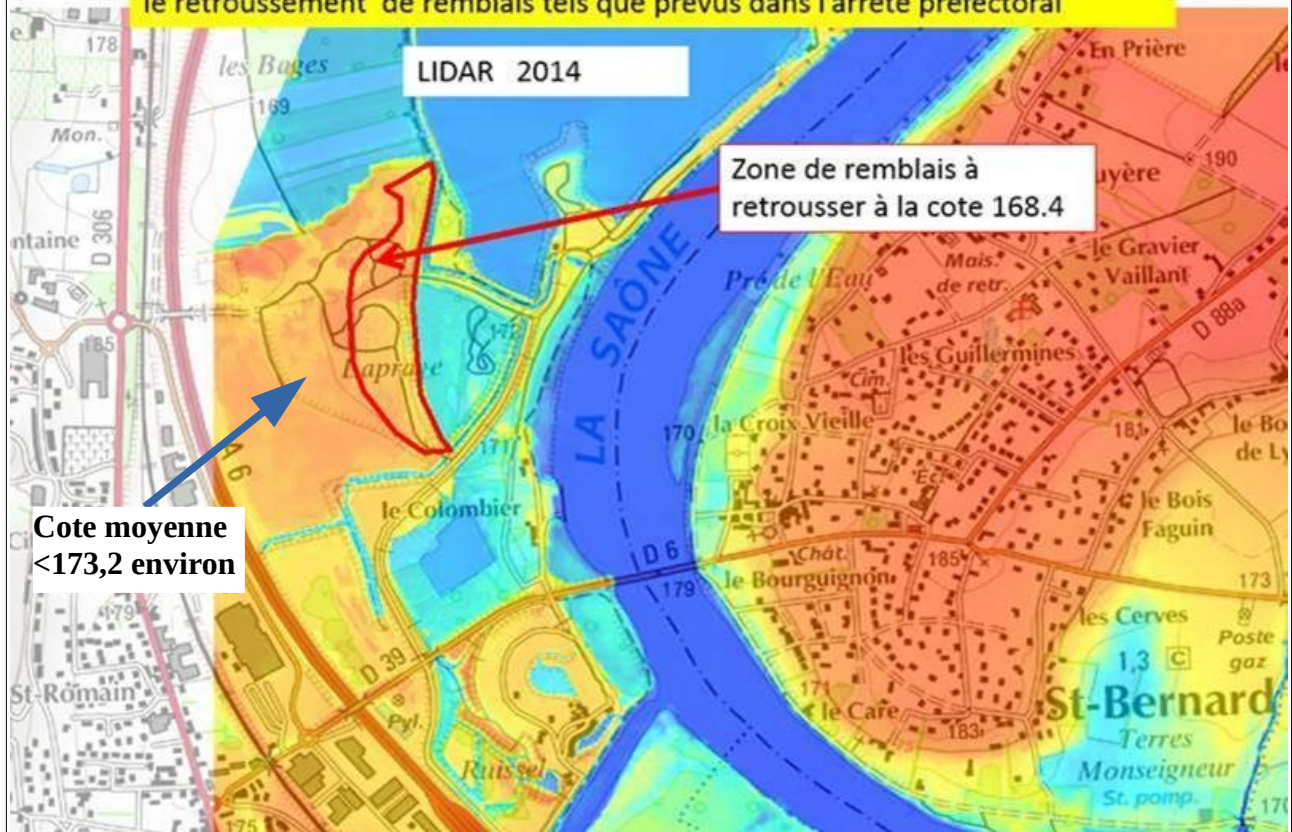 le retroussement de remblais tels que prévus dans l'arrêté préfectoral
178
les Bages
LIDAR 2014
En Prière
169
Mon.
190
Zone de remblais à
retrousser à la cote 168.4
uyère
D 306
ntaine
le Gravier
Vaillant
Mais.
de retr.
Pré de l'Eau
LA SAÔNE
D 88a
185
172
les Guillermines
Laprade
Cim.
la Croix Vieille
170
171
181
le Bo
de Ly
A 6
Ec.
le Colombier
le Bois
Faguin
Cote moyenne
<173,2 environ
Ci
D 6
Chât.
185
le Bourguignon
179
173
179
les Cerves
Poste
gaz
D 39
1,3 C
St-Romain
171
Pyl.
le Care
St-Bernard
183
Terres
Monseigneur
Ruissel
St. pomp.
175
170